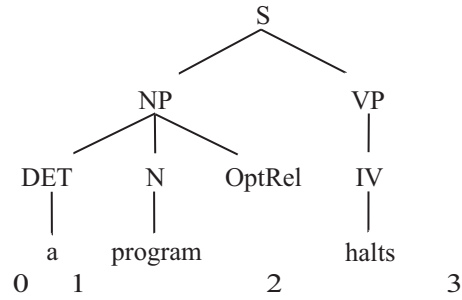 S
NP VP
DET N OptRel IV
a program halts
0 1 2 3